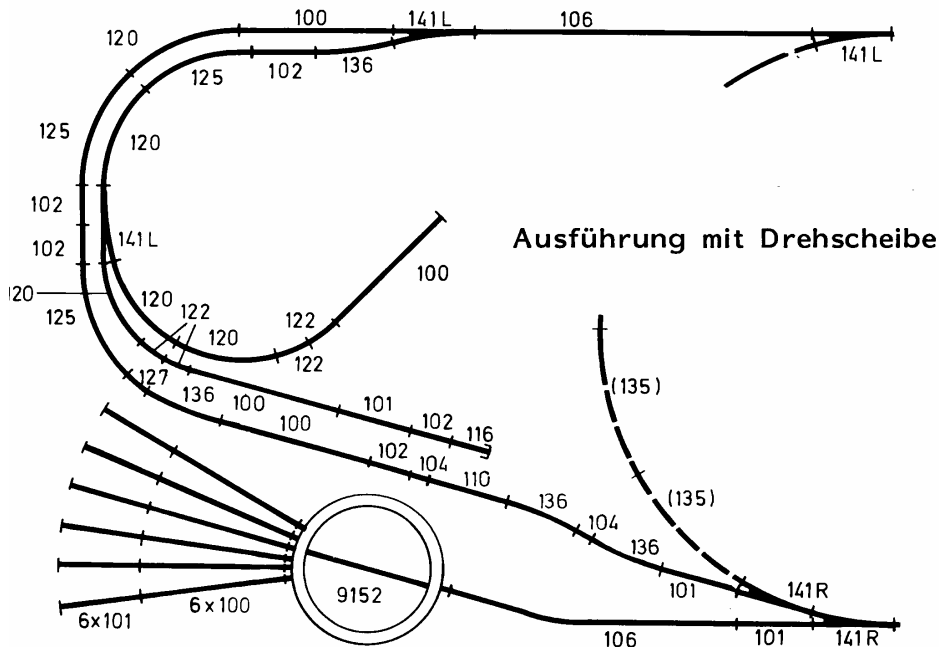 100 141L 106
120
125 102 136 141L
125 120
102
102 141L
Ausführung mit Drehscheibe
100
120 122
125 120 120 122
122
127 136 100 101 (135)
100 102 116
102 104 110 (135)
136
104
136
9152 101 141R
6x101 6x100
106 101 141R